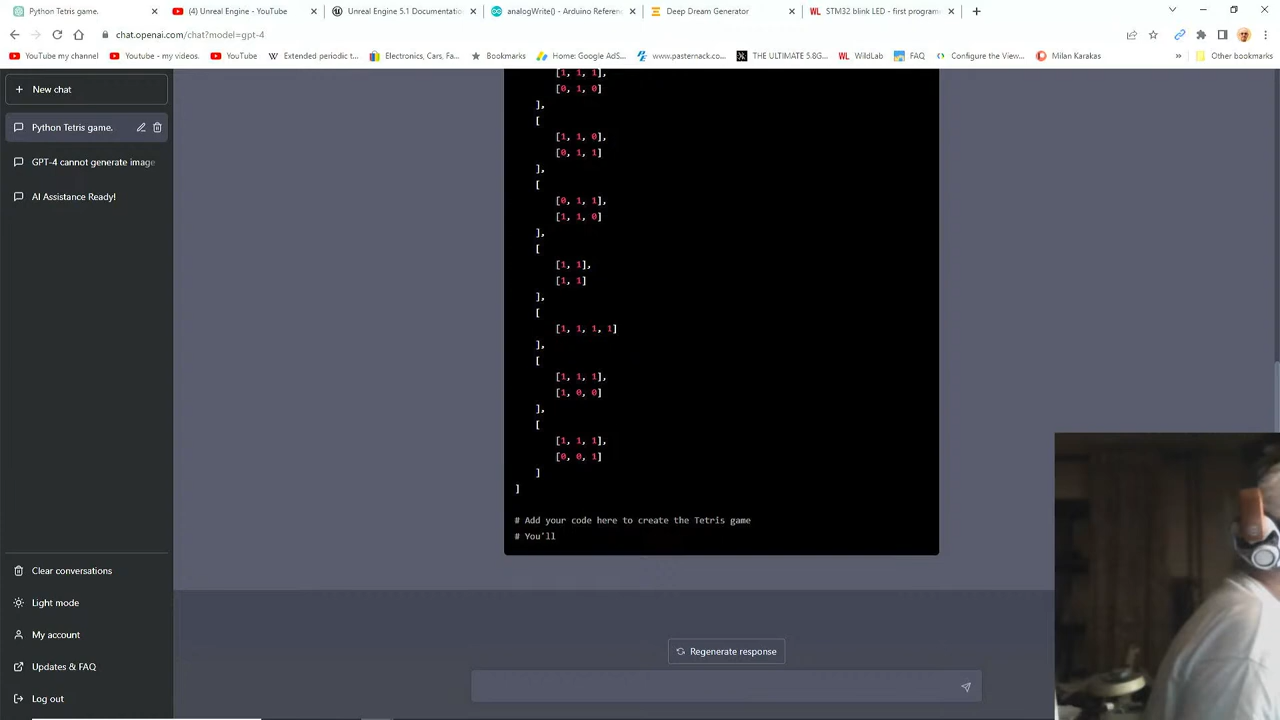 Python Tetris game.
(4) Unreal Engine - YouTube
Unreal Engine 5.1 Documentatio
analogWrite() - Arduino Referenc
Deep Dream Generator
WL STM32 blink LED - first program
chat.openai.com/chat?model=gpt-4
YouTube my channel
Youtube - my videos
YouTube
Extended periodic t...
Electronics, Cars, Fa...
Bookmarks
Home: Google AdS...
www.pasternack.co...
THE ULTIMATE 5.8G...
WL WildLab
FAQ
Configure the View...
Milan Karakas
Other bookmarks
New chat
Python Tetris game.
GPT-4 cannot generate image
AI Assistance Ready!
Clear conversations
Light mode
My account
Updates & FAQ
Log out
[1, 1, 1],
[0, 1, 0]
],
[
[1, 1, 0],
[0, 1, 1]
],
[
[0, 1, 1],
[1, 1, 0]
],
[
[1, 1],
[1, 1]
],
[
[1, 1, 1, 1]
],
[
[1, 1, 1],
[1, 0, 0]
],
[
[1, 1, 1],
[0, 0, 1]
]
]
# Add your code here to create the Tetris game
# You'll
Regenerate response